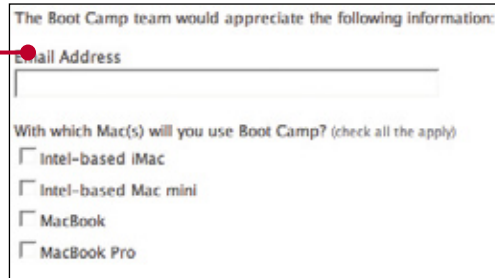 The Boot Camp team would appreciate the following information:
Email Address
With which Mac(s) will you use Boot Camp? (check all the apply)
Intel-based iMac
Intel-based Mac mini
MacBook
MacBook Pro